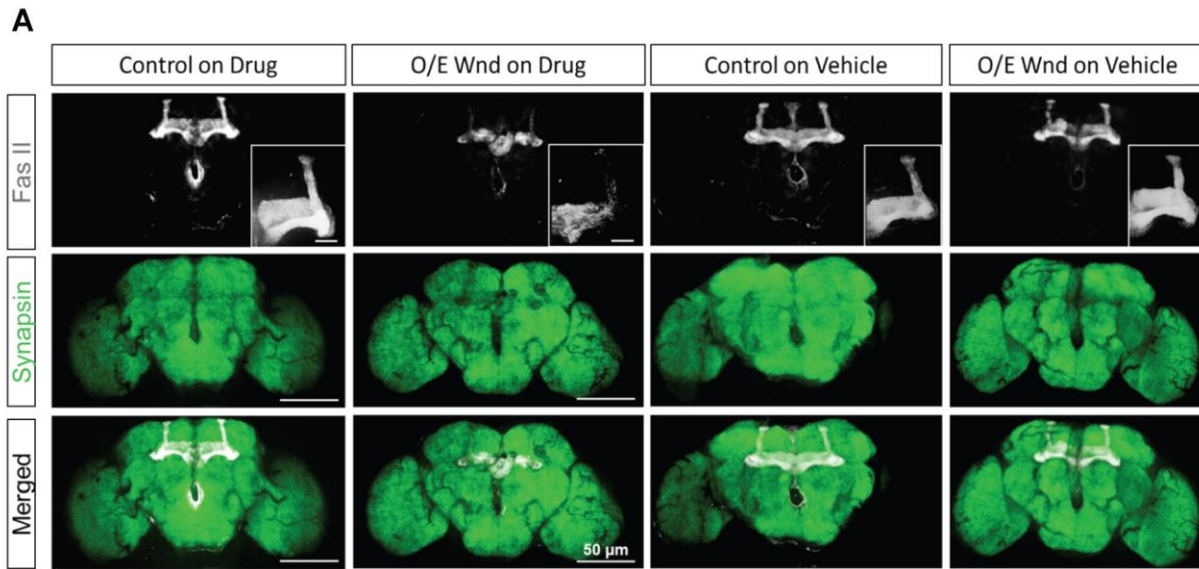 A
Control on Drug
O/E Wnd on Drug
Control on Vehicle
O/E Wnd on Vehicle
Fas II
Synapsin
Merged
50 µm